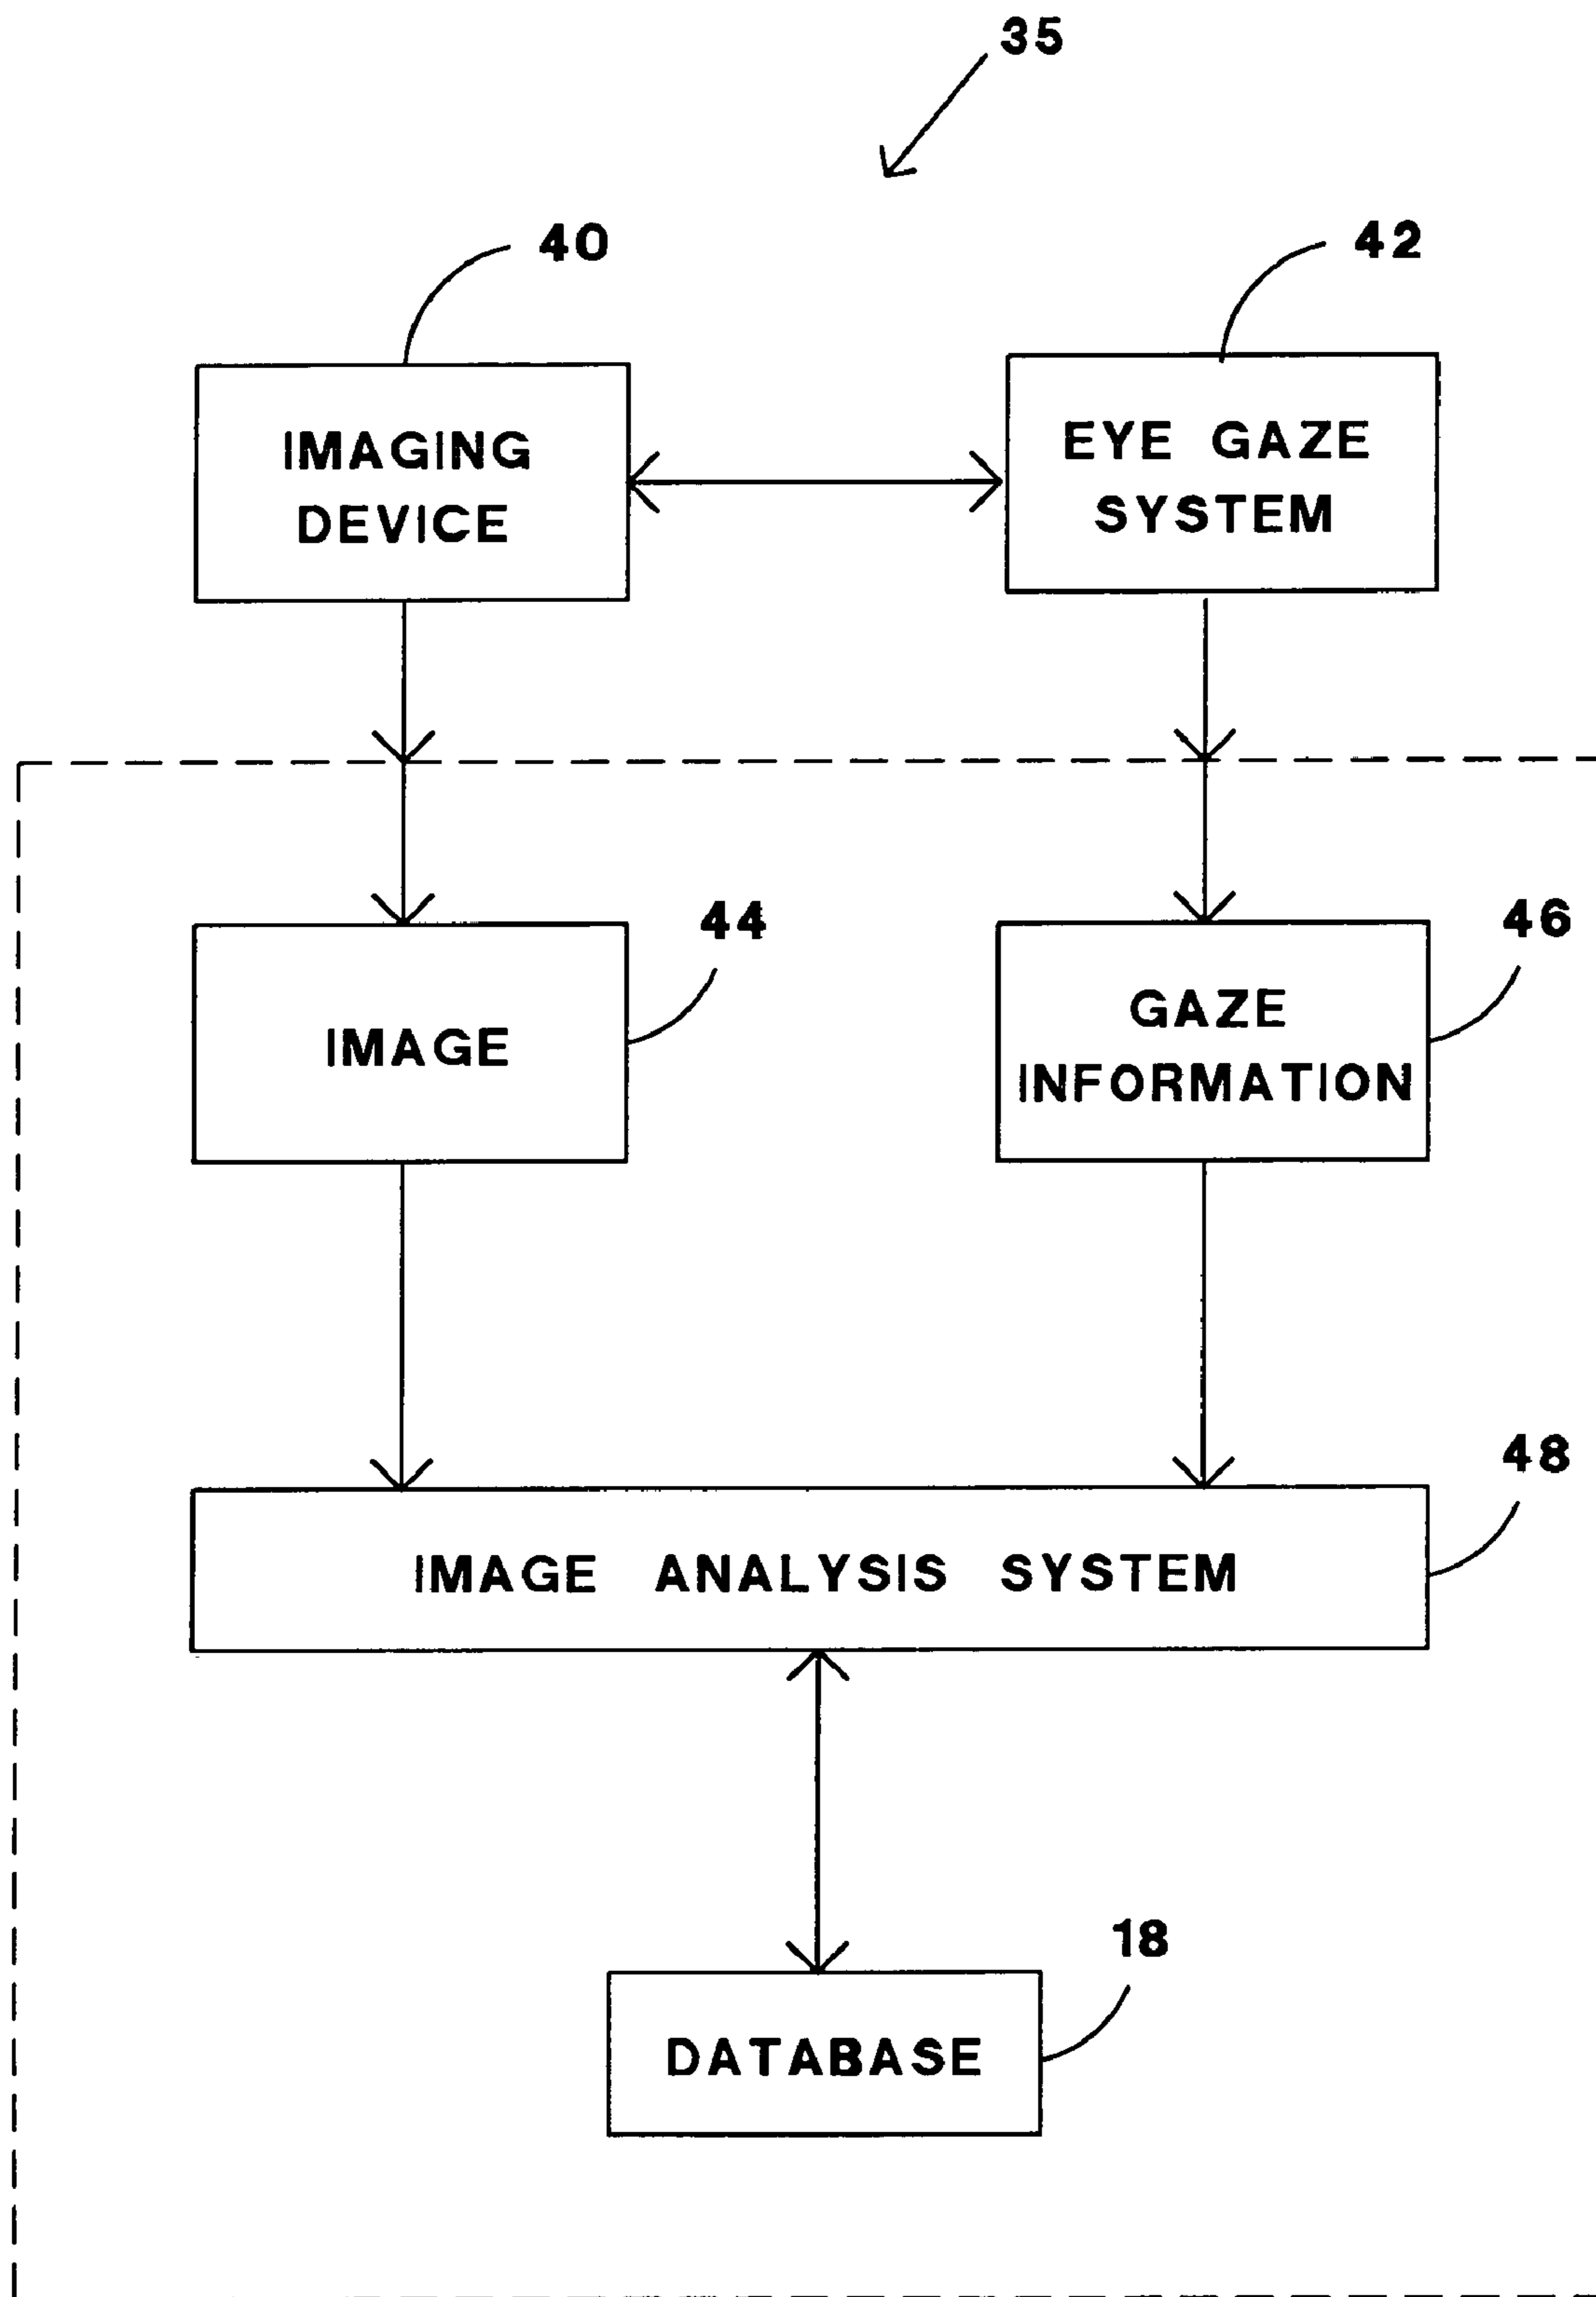 35
40
42
IMAGING
DEVICE
EYE GAZE
SYSTEM
44
46
IMAGE
GAZE
INFORMATION
48
IMAGE ANALYSIS SYSTEM
18
DATABASE